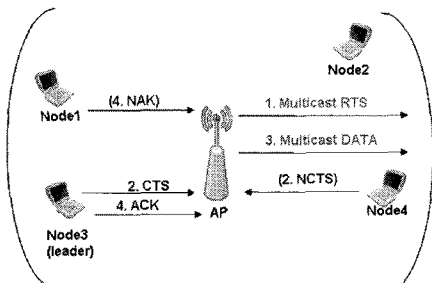 Node2
(4. NAK)
1. Multicast RTS
Node1
3. Multicast DATA
2. CTS
(2. NCTS)
4. ACK
AP
Node4
Node3
(leader)